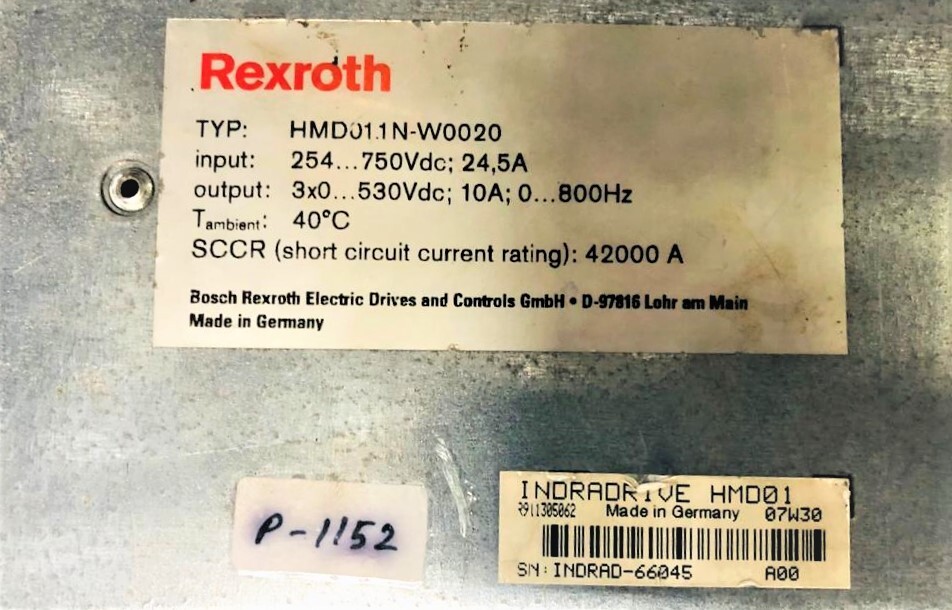 Rexroth
TYP: HMD01.1N-W0020
input: 254...750Vdc; 24,5A
output: 3x0...530Vdc; 10A; 0...800Hz
Tambient: 40°C
SCCR (short circuit current rating): 42000 A
Bosch Rexroth Electric Drives and Controls GmbH • D-97816 Lohr am Main
Made in Germany
P-1152
INDRADRIVE HMD01
R911305062 Made in Germany 07W30
SN: INDRAD-66045 A00